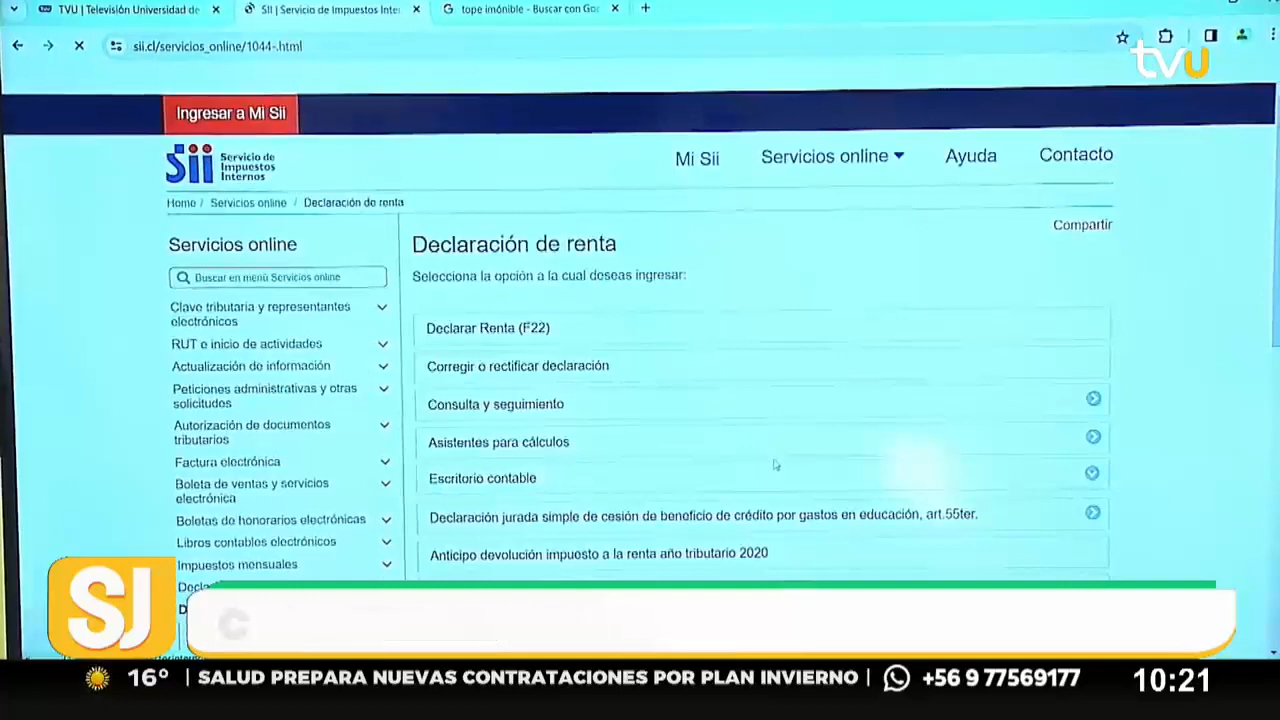 TVU | Televisión Universidad de
SII | Servicio de Impuestos Inter
tope imónible - Buscar con Goo
sii.cl/servicios_online/1044-.html
tvu
Ingresar a Mi Sii
Sii Servicio de
Impuestos
Internos
Mi Sii
Servicios online
Ayuda
Contacto
Home / Servicios online / Declaración de renta
Compartir
Servicios online
Buscar en menú Servicios online
Clave tributaria y representantes
electrónicos
RUT e inicio de actividades
Actualización de información
Peticiones administrativas y otras
solicitudes
Autorización de documentos
tributarios
Factura electrónica
Boleta de ventas y servicios
electrónica
Boletas de honorarios electrónicas
Libros contables electrónicos
Impuestos mensuales
Declaración de renta
Selecciona la opción a la cual deseas ingresar:
Declarar Renta (F22)
Corregir o rectificar declaración
Consulta y seguimiento
Asistentes para cálculos
Escritorio contable
Declaración jurada simple de cesión de beneficio de crédito por gastos en educación, art.55ter.
Anticipo devolución impuesto a la renta año tributario 2020
SJ
C
16° | SALUD PREPARA NUEVAS CONTRATACIONES POR PLAN INVIERNO | +56 9 77569177
10:21